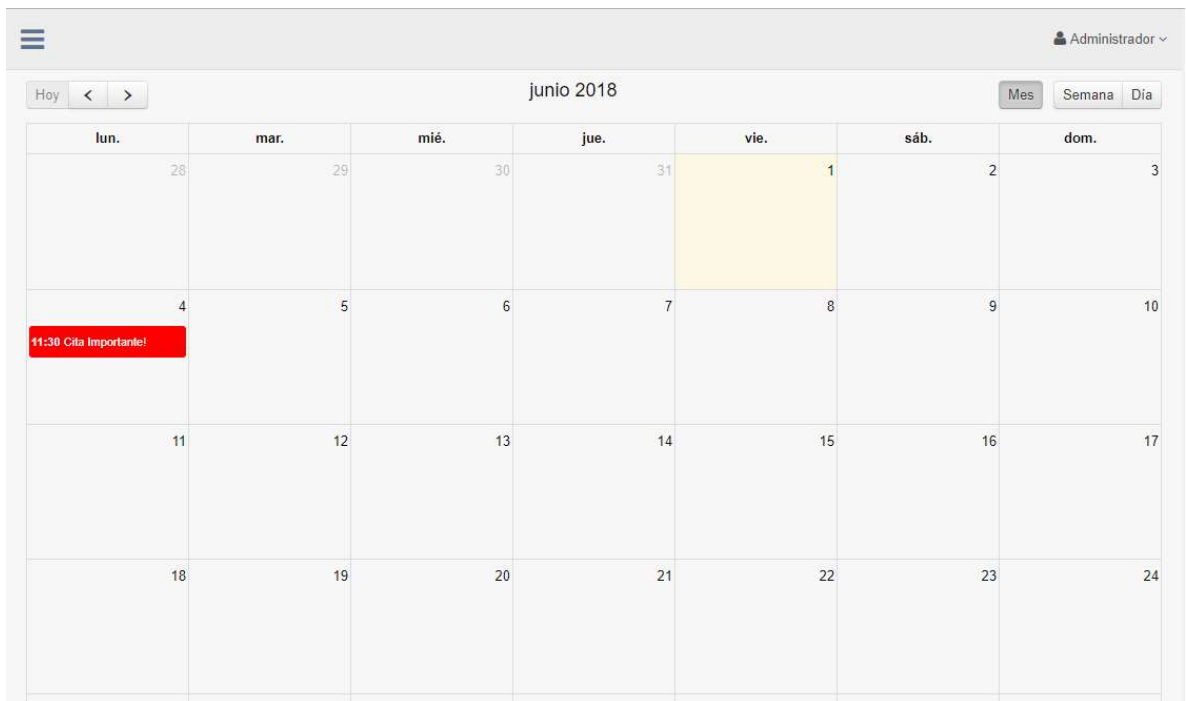 Administrador
Hoy
junio 2018
Mes Semana Día
lun. mar. mié. jue. vie. sáb. dom.
28 29 30 31 1 2 3
4 5 6 7 8 9 10
11:30 Cita Importante!
11 12 13 14 15 16 17
18 19 20 21 22 23 24